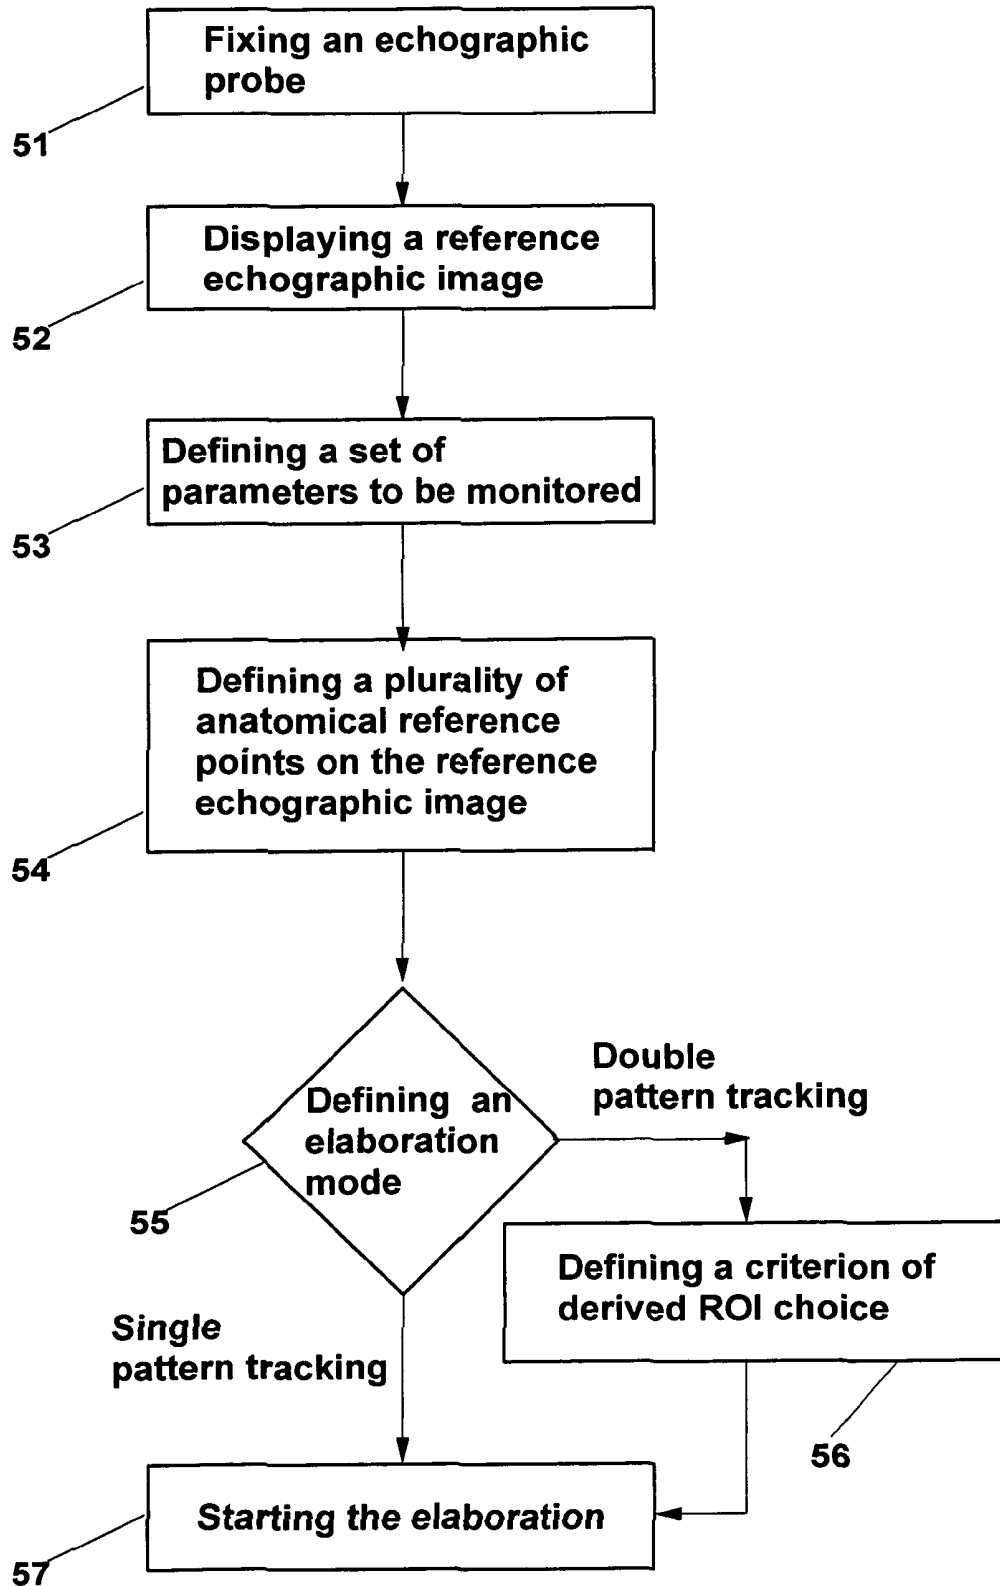 Fixing an echographic
probe
51
Displaying a reference
echographic image
52
Defining a set of
parameters to be monitored
53
Defining a plurality of
anatomical reference
points on the reference
echographic image
54
Defining an
elaboration
mode
55
Double
pattern tracking
Defining a criterion of
derived ROI choice
56
Single
pattern tracking
Starting the elaboration
57